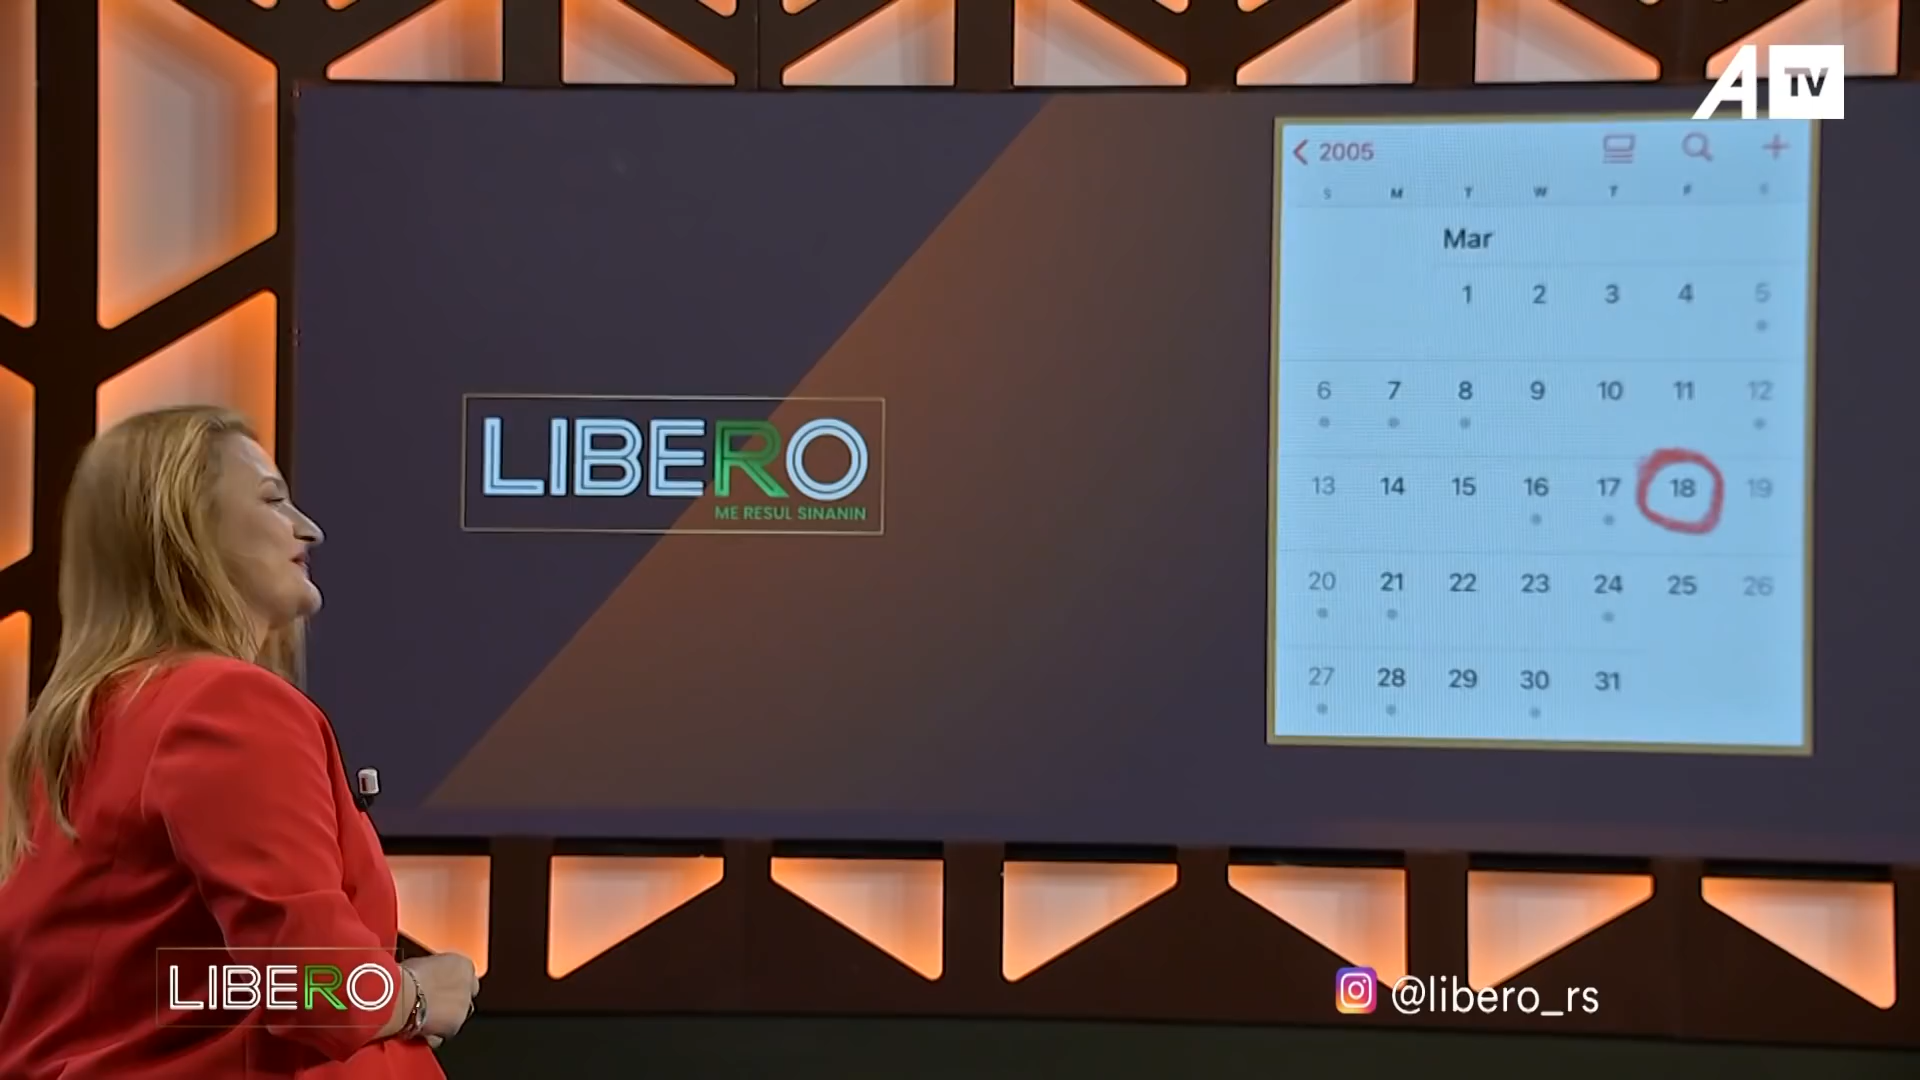 ATV
2005
S M T W T F S
Mar
1 2 3 4 5
6 7 8 9 10 11 12
13 14 15 16 17 18 19
20 21 22 23 24 25 26
27 28 29 30 31
LIBERO
ME RESUL SINANIN
LIBERO
@libero_rs